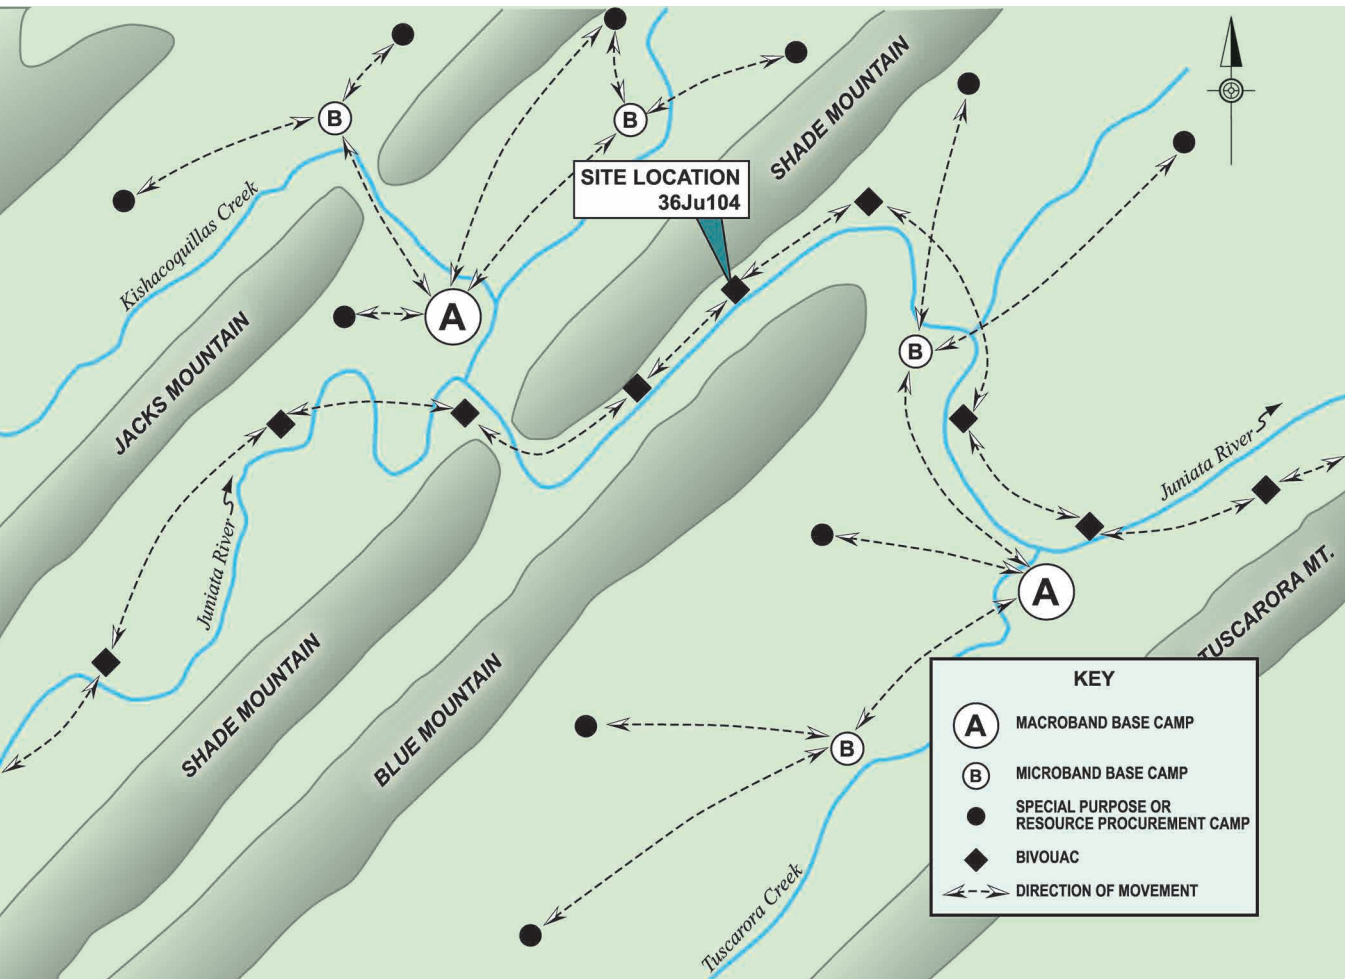 B
B
SHADE MOUNTAIN
SITE LOCATION
36Ju104
Kishacoquillas Creek
A
JACKS MOUNTAIN
B
Juniata River
Juniata River
A
TUSCARORA MT.
SHADE MOUNTAIN
BLUE MOUNTAIN
B
Tuscarora Creek
KEY
A MACROBAND BASE CAMP
B MICROBAND BASE CAMP
SPECIAL PURPOSE OR
RESOURCE PROCUREMENT CAMP
BIVOUAC
DIRECTION OF MOVEMENT